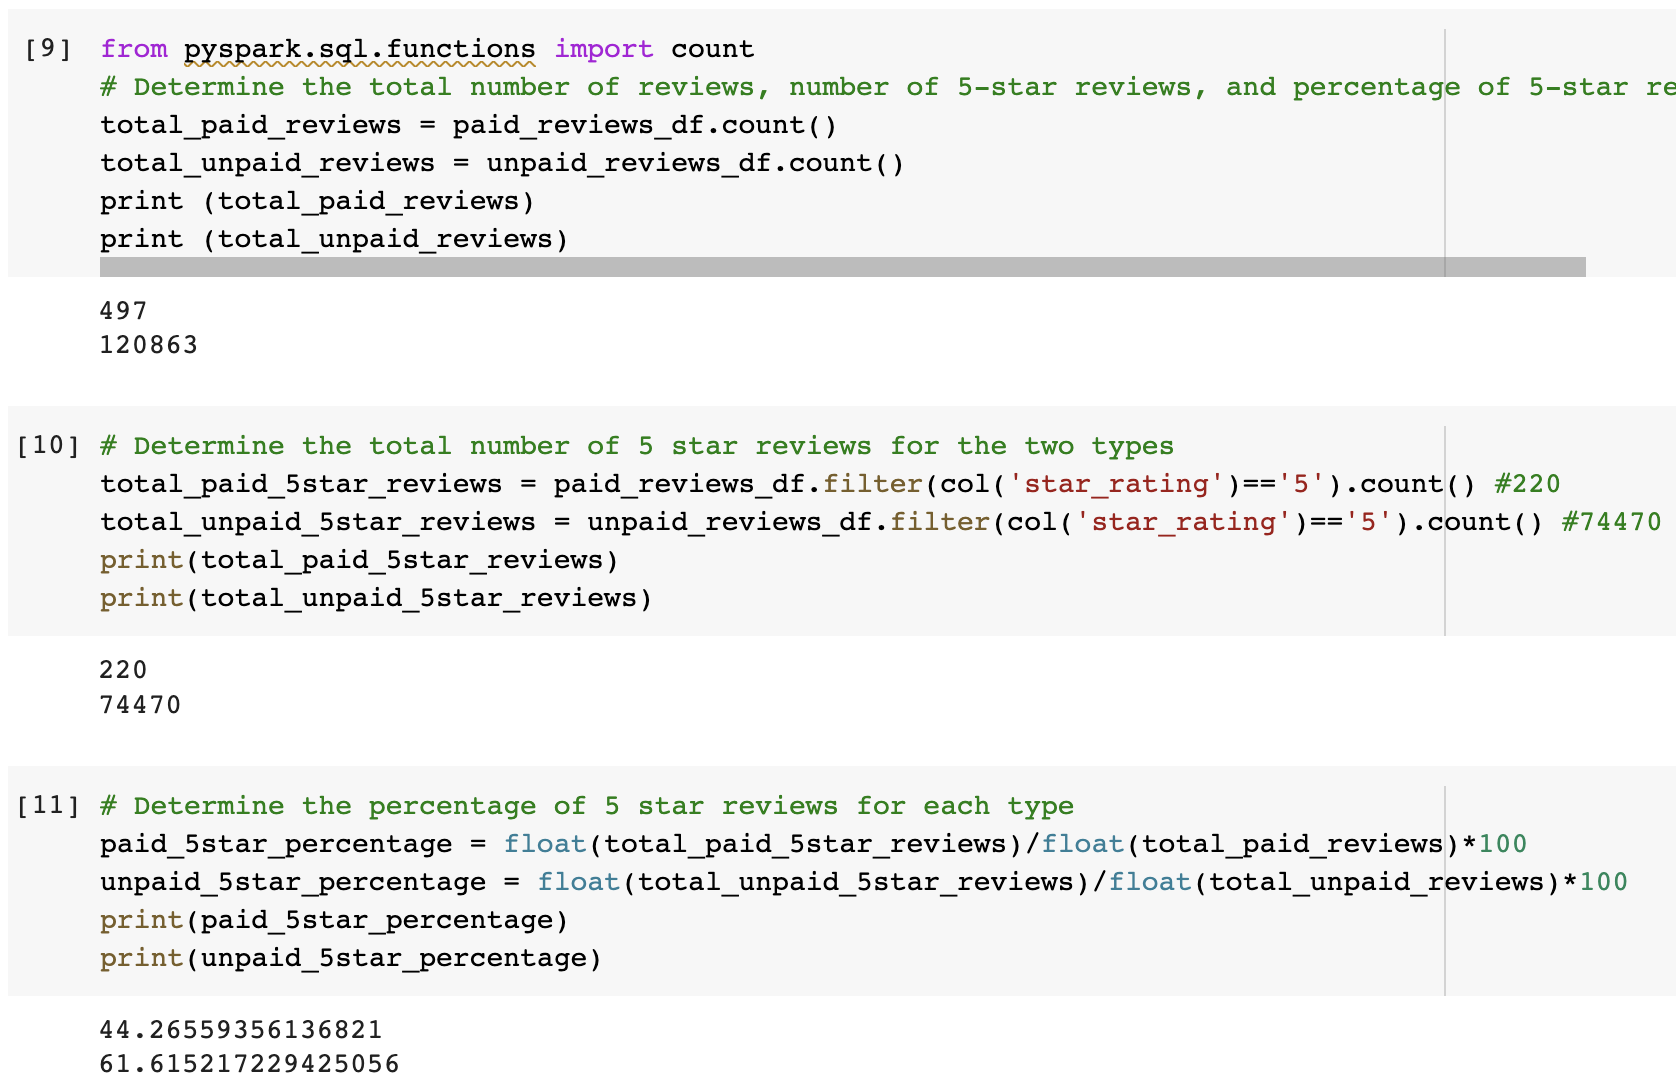 [9] from pyspark.sql.functions import count
# Determine the total number of reviews, number of 5-star reviews, and percentage of 5-star re
total_paid_reviews = paid_reviews_df.count()
total_unpaid_reviews = unpaid_reviews_df.count()
print (total_paid_reviews)
print (total_unpaid_reviews)
497
120863
[10] # Determine the total number of 5 star reviews for the two types
total_paid_5star_reviews = paid_reviews_df.filter(col('star_rating')=='5').count() #220
total_unpaid_5star_reviews = unpaid_reviews_df.filter(col('star_rating')=='5').count() #74470
print(total_paid_5star_reviews)
print(total_unpaid_5star_reviews)
220
74470
[11] # Determine the percentage of 5 star reviews for each type
paid_5star_percentage = float(total_paid_5star_reviews)/float(total_paid_reviews)*100
unpaid_5star_percentage = float(total_unpaid_5star_reviews)/float(total_unpaid_reviews)*100
print(paid_5star_percentage)
print(unpaid_5star_percentage)
44.26559356136821
61.615217229425056